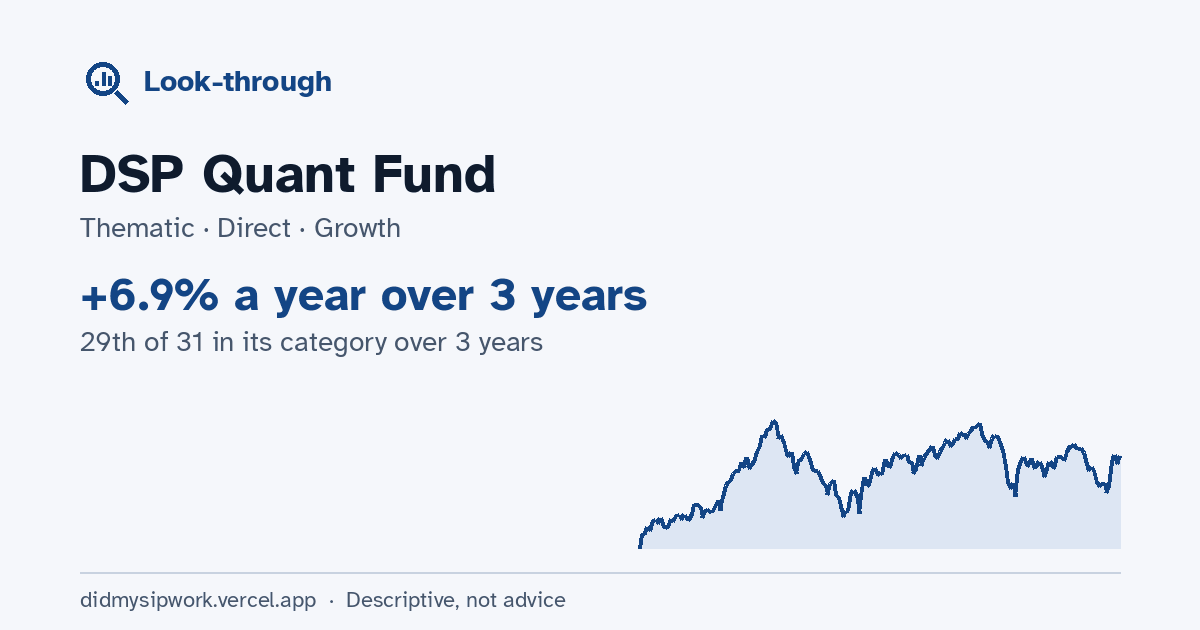 Look-through
DSP Quant Fund
Thematic · Direct · Growth
+6.9% a year over 3 years
29th of 31 in its category over 3 years
didmysipwork.vercel.app · Descriptive, not advice